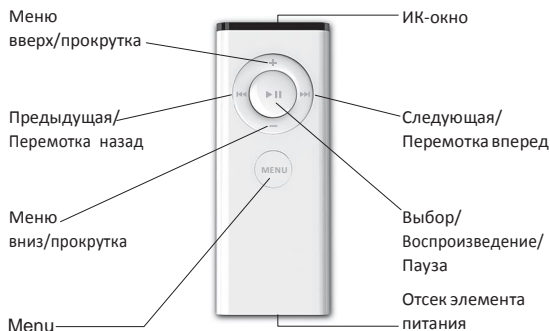 Меню
вверх/прокрутка
ИК-окно
Предыдущая/
Перемотка назад
Следующая/
Перемотка вперед
MENU
Меню
вниз/прокрутка
Выбор/
Воспроизведение/
Пауза
Menu
Отсек элемента
питания